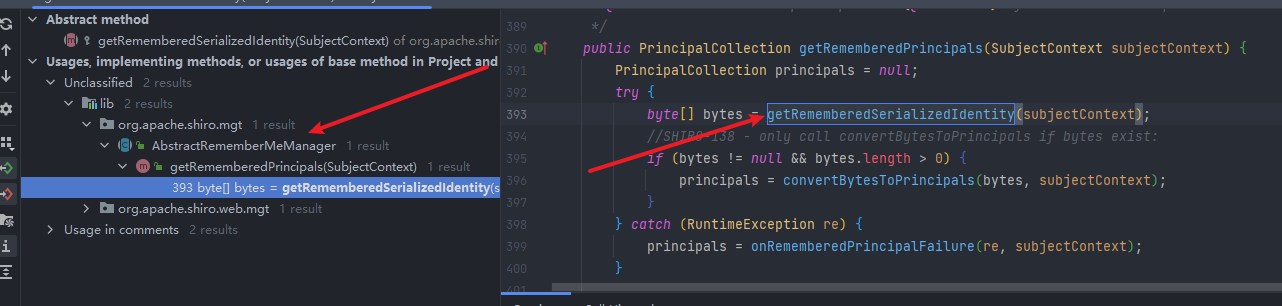 Abstract method
getRememberedSerializedIdentity(SubjectContext) of org.apache.shiro
Usages, implementing methods, or usages of base method in Project and
Unclassified 2 results
lib 2 results
org.apache.shiro.mgt 1 result
AbstractRememberMeManager 1 result
getRememberedPrincipals(SubjectContext) 1 result
393 byte[] bytes = getRememberedSerializedIdentity(s
org.apache.shiro.web.mgt 1 result
Usage in comments 2 results
389 */
390 public PrincipalCollection getRememberedPrincipals(SubjectContext subjectContext) {
391 PrincipalCollection principals = null;
392 try {
393 byte[] bytes = getRememberedSerializedIdentity(subjectContext);
394 //SHIRO-138 - only call convertBytesToPrincipals if bytes exist:
395 if (bytes != null && bytes.length > 0) {
396 principals = convertBytesToPrincipals(bytes, subjectContext);
397 }
398 } catch (RuntimeException re) {
399 principals = onRememberedPrincipalFailure(re, subjectContext);
400 }
401